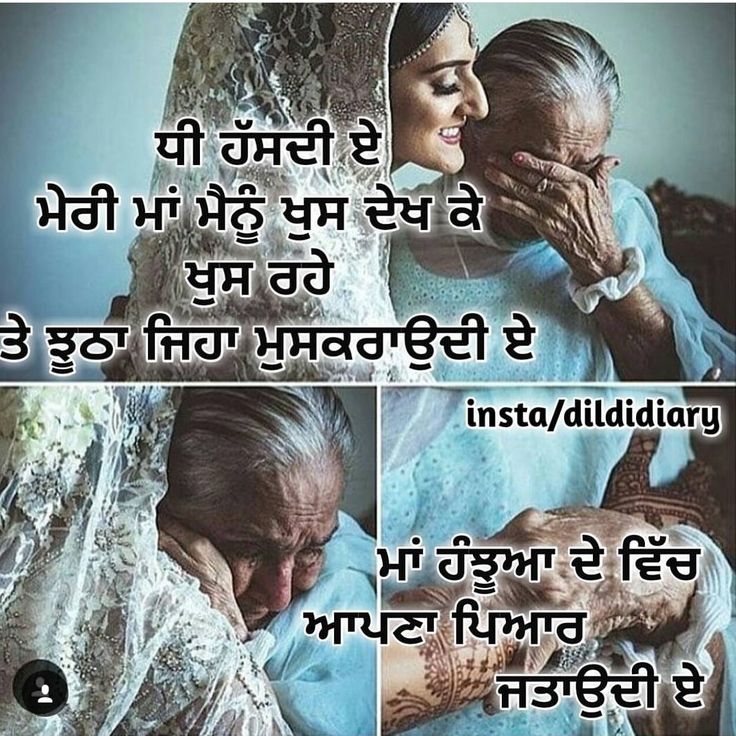 ਧੀ ਹੱਸਦੀ ਏ
ਮੇਰੀ ਮਾਂ ਮੈਨੂੰ ਖੁਸ ਦੇਖ ਕੇ
ਖੁਸ ਰਹੇ
ਤੇ ਝੂਠਾ ਜਿਹਾ ਮੁਸਕਰਾਉਦੀ ਏ
insta/dildidiary
ਮਾਂ ਹੰਝੂਆ ਦੇ ਵਿੱਚ
ਆਪਣਾ ਪਿਆਰ
ਜਤਾਉਦੀ ਏ